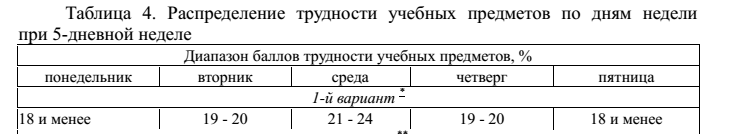 Таблица 4. Распределение трудности учебных предметов по дням недели
при 5-дневной неделе
Диапазон баллов трудности учебных предметов, %
понедельник вторник среда четверг пятница
1-й вариант *
18 и менее 19 - 20 21 - 24 19 - 20 18 и менее
**